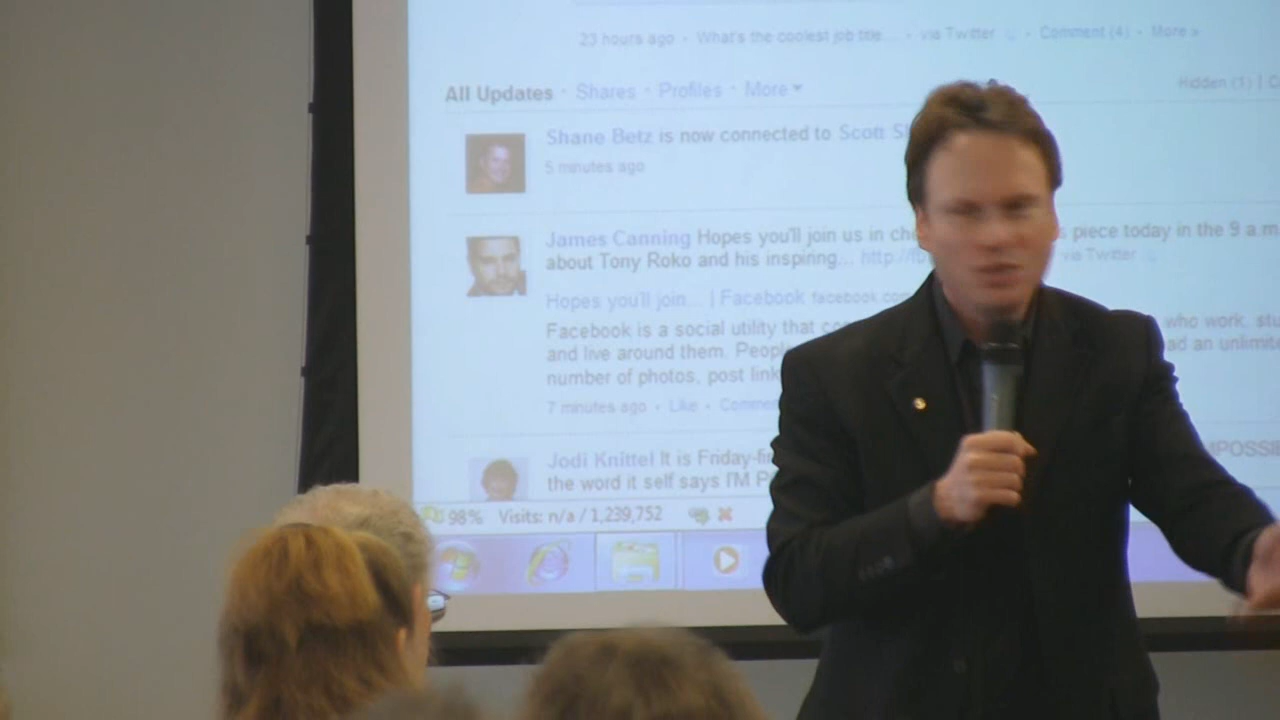 23 hours ago · What's the coolest job title... · via Twitter · Comment (4) · More »
All Updates · Shares · Profiles · More
Hidden (1) |
Shane Betz is now connected to Scott
5 minutes ago
James Canning Hopes you'll join us in piece today in the 9 a.m
about Tony Roko and his inspiring... via Twitter
Hopes you'll join... | Facebook facebook.com
Facebook is a social utility that who work, stu
and live around them. People ad an unlimite
number of photos, post link
7 minutes ago · Like · Comme
Jodi Knittel It is Friday-fi MPOSSI
the word it self says I'M P
98% Visits: n/a / 1,239,752